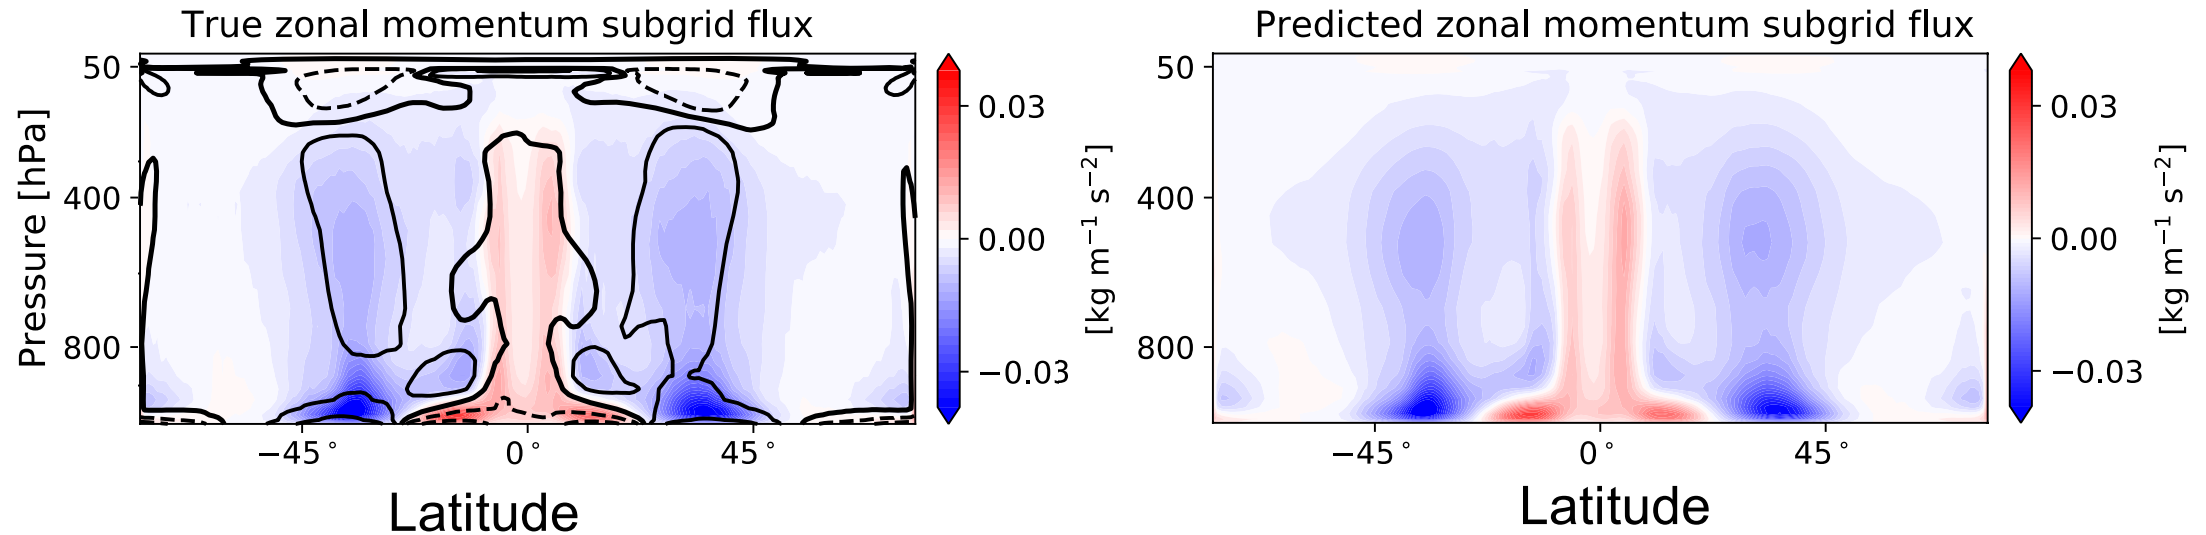 True zonal momentum subgrid flux
Pressure [hPa]
50
400
800
−45°
0°
45°
Latitude
0.03
0.00
−0.03
[kg m⁻¹ s⁻²]
Predicted zonal momentum subgrid flux
50
400
800
−45°
0°
45°
Latitude
0.03
0.00
−0.03
[kg m⁻¹ s⁻²]